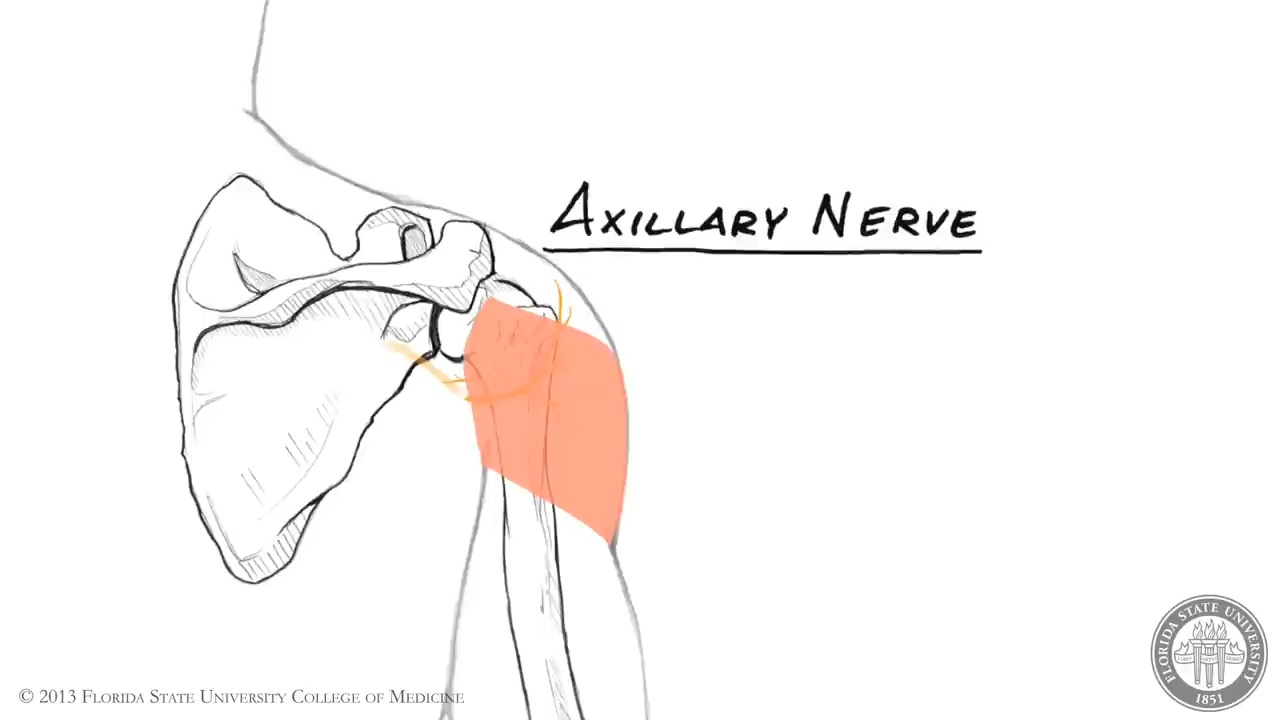 Axillary Nerve
© 2013 Florida State University College of Medicine
FLORIDA STATE UNIVERSITY
1851